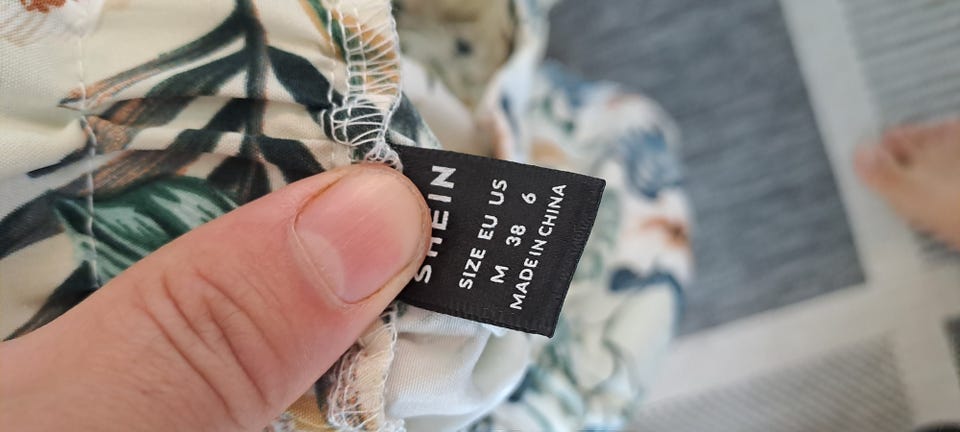 SHEIN
SIZE EU US
M 38 6
MADE IN CHINA